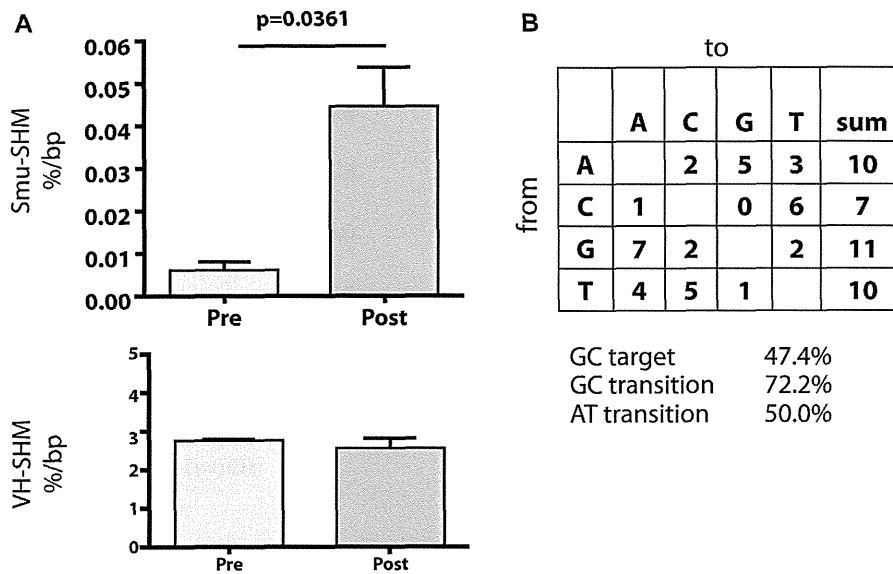 A
p=0.0361
Smu-SHM
%/bp
0.06
0.05
0.04
0.03
0.02
0.01
0.00
Pre Post
VH-SHM
%/bp
5
4
3
2
1
0
Pre Post
B
to
from
A C G T sum
A 2 5 3 10
C 1 0 6 7
G 7 2 2 11
T 4 5 1 10
GC target 47.4%
GC transition 72.2%
AT transition 50.0%